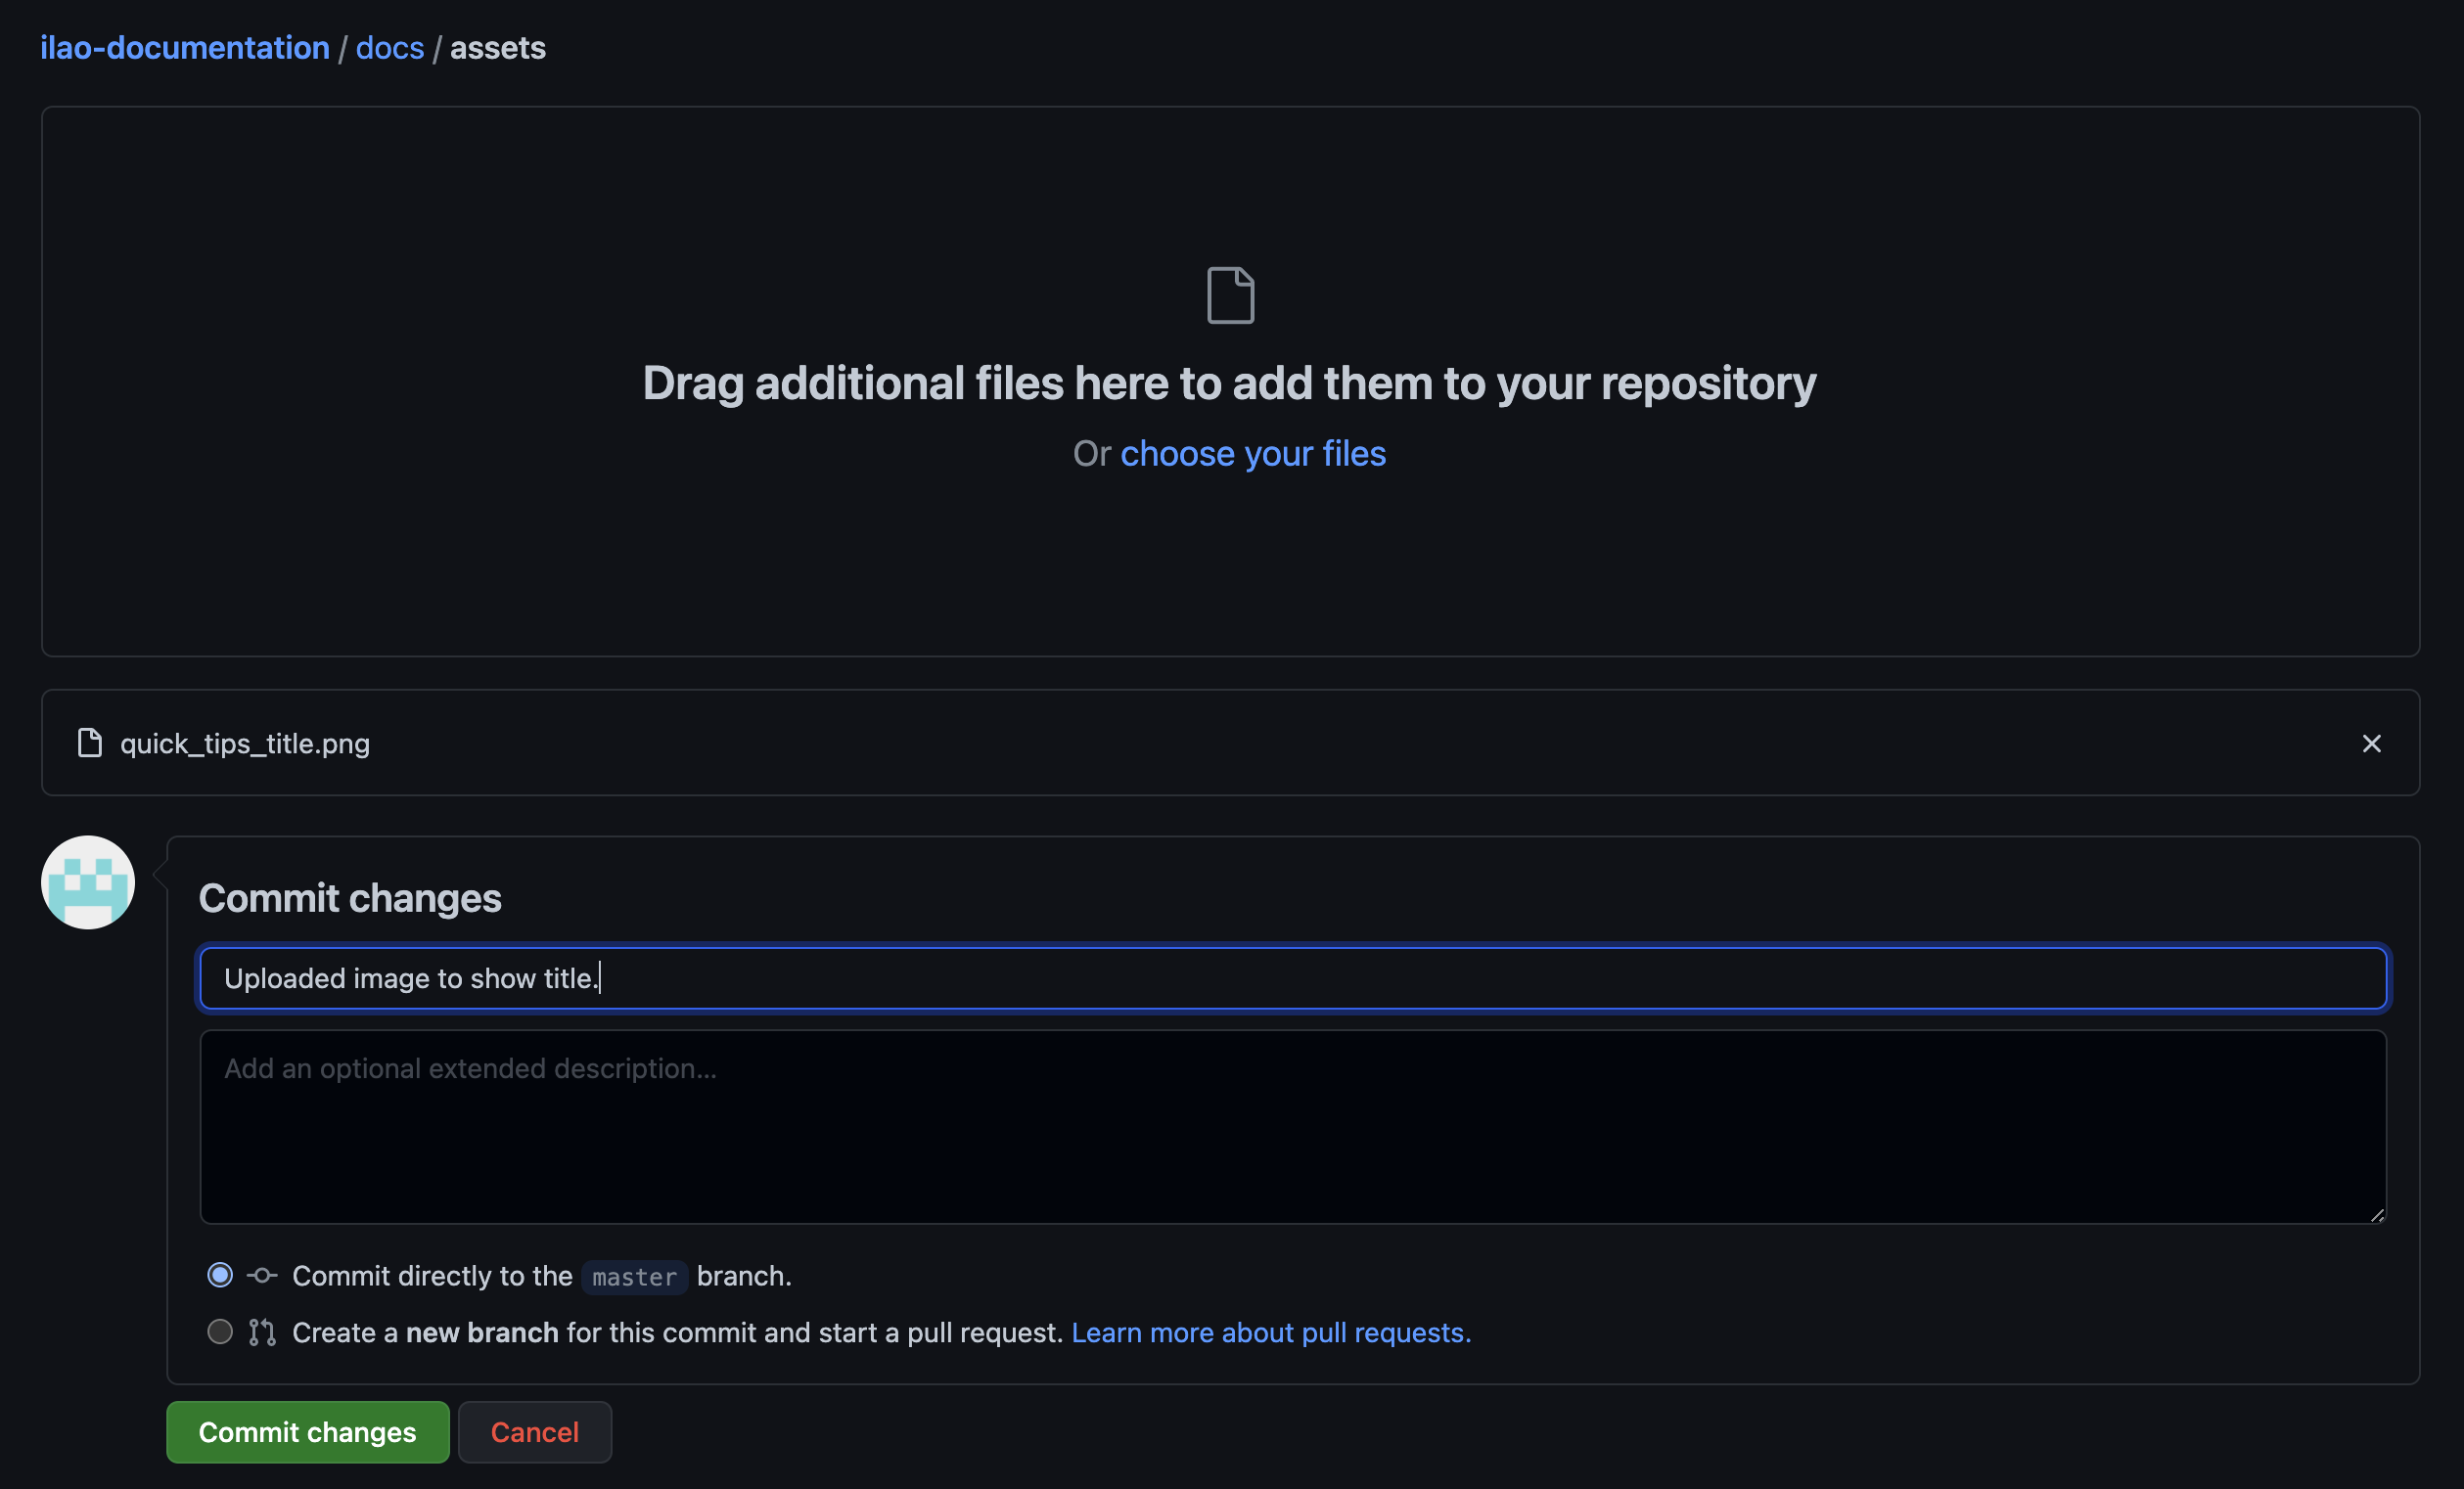 ilao-documentation / docs / assets
Drag additional files here to add them to your repository
Or choose your files
quick_tips_title.png
Commit changes
Uploaded image to show title.
Add an optional extended description...
Commit directly to the master branch.
Create a new branch for this commit and start a pull request. Learn more about pull requests.
Commit changes Cancel